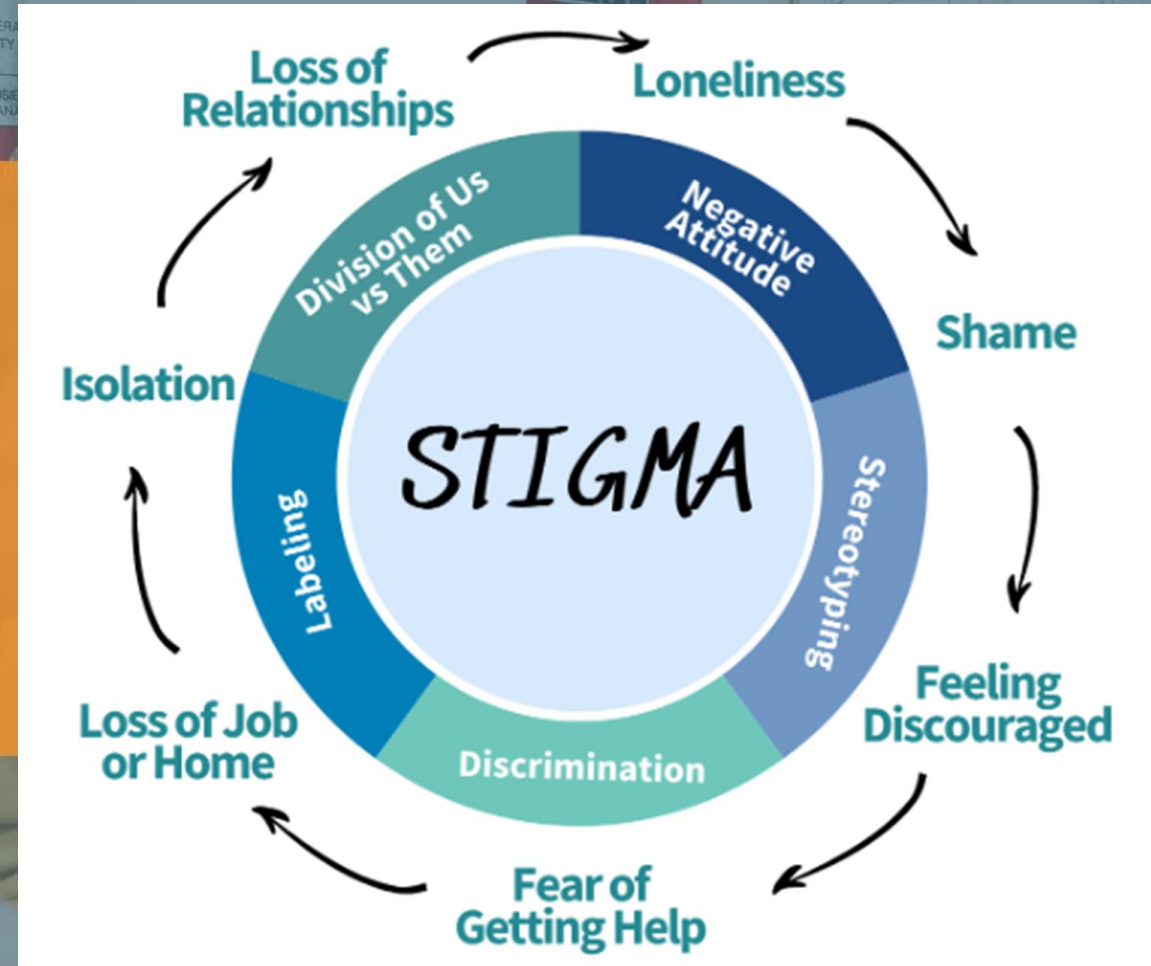 Loss of
Relationships
Loneliness
Shame
Feeling
Discouraged
Fear of
Getting Help
Loss of Job
or Home
Isolation
Division of Us
vs Them
Negative
Attitude
Stereotyping
Discrimination
Labeling
STIGMA